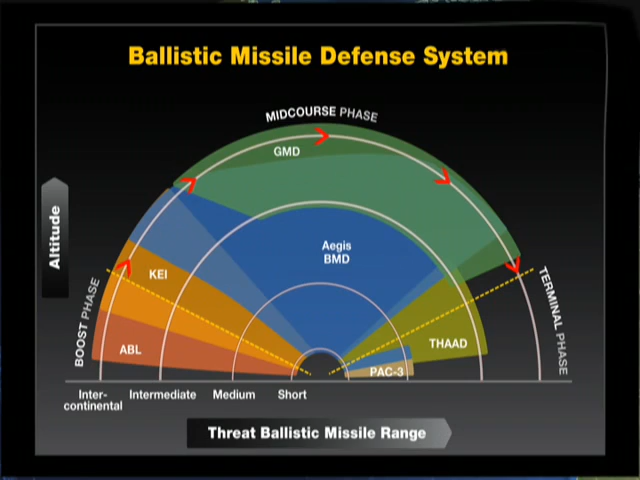 Ballistic Missile Defense System
MIDCOURSE PHASE
GMD
Aegis
BMD
Altitude
KEI
BOOST PHASE
TERMINAL PHASE
ABL
THAAD
PAC-3
Inter-
continental
Intermediate
Medium
Short
Threat Ballistic Missile Range